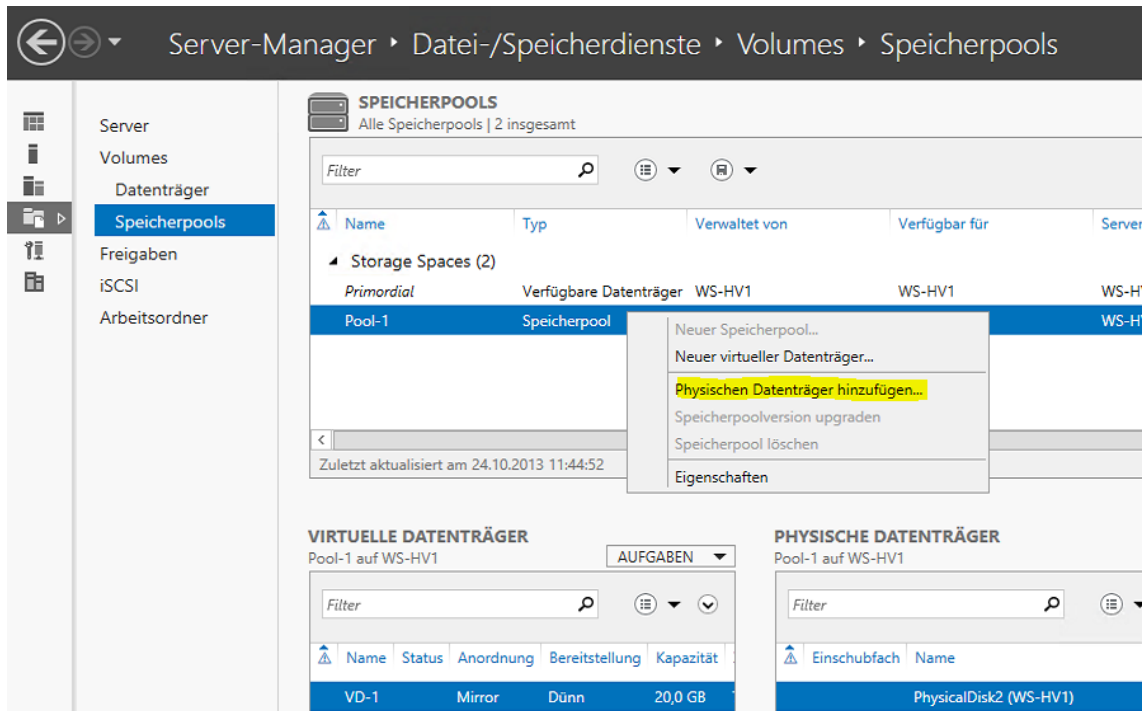 Server-Manager ‣ Datei-/Speicherdienste ‣ Volumes ‣ Speicherpools
Server
Volumes
Datenträger
Speicherpools
Freigaben
iSCSI
Arbeitsordner
SPEICHERPOOLS
Alle Speicherpools | 2 insgesamt
Filter
Name Typ Verwaltet von Verfügbar für Server
Storage Spaces (2)
Primordial Verfügbare Datenträger WS-HV1 WS-HV1
Pool-1 Speicherpool
Neuer Speicherpool...
Neuer virtueller Datenträger...
Physischen Datenträger hinzufügen...
Speicherpoolversion upgraden
Speicherpool löschen
Eigenschaften
Zuletzt aktualisiert am 24.10.2013 11:44:52
VIRTUELLE DATENTRÄGER
Pool-1 auf WS-HV1
AUFGABEN
Filter
Name Status Anordnung Bereitstellung Kapazität
VD-1 Mirror Dünn 20,0 GB
PHYSISCHE DATENTRÄGER
Pool-1 auf WS-HV1
Filter
Einschubfach Name
PhysicalDisk2 (WS-HV1)